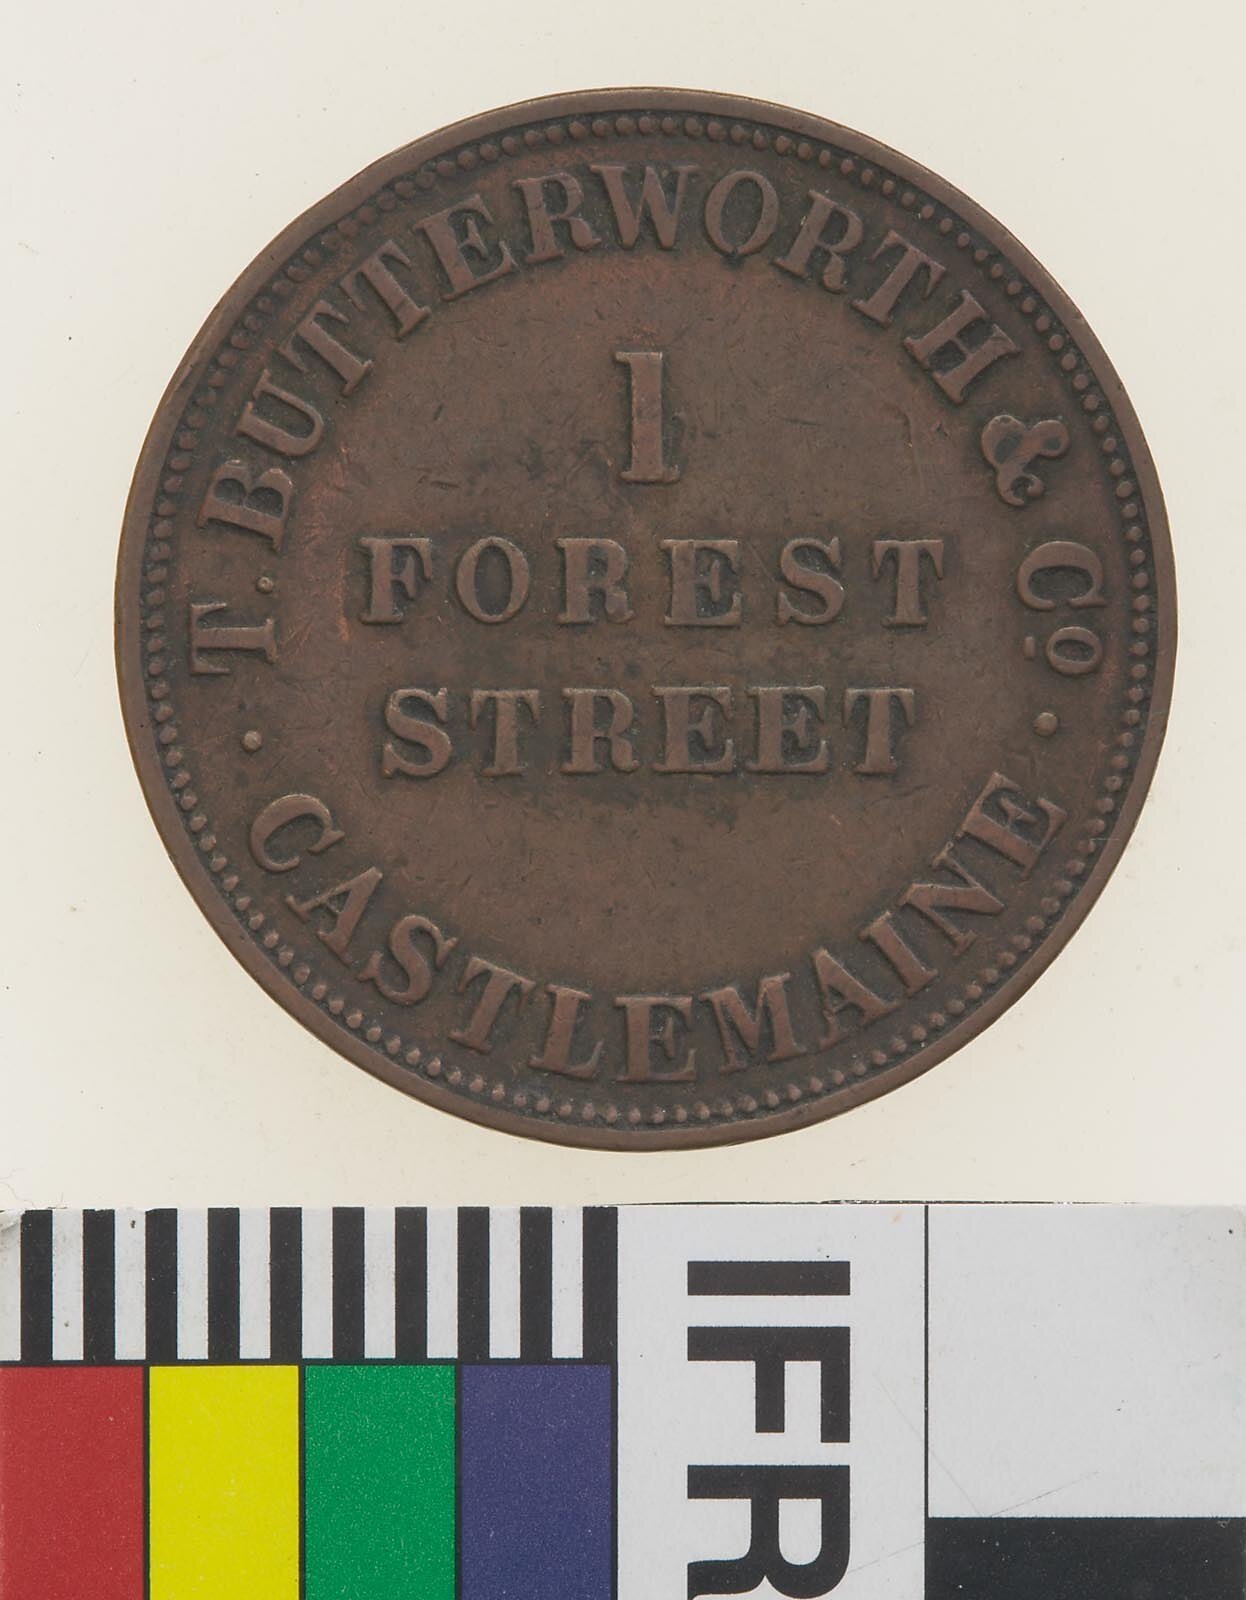 T. BUTTERWORTH & Co
1
FOREST
STREET
· CASTLEMAINE ·
IFR